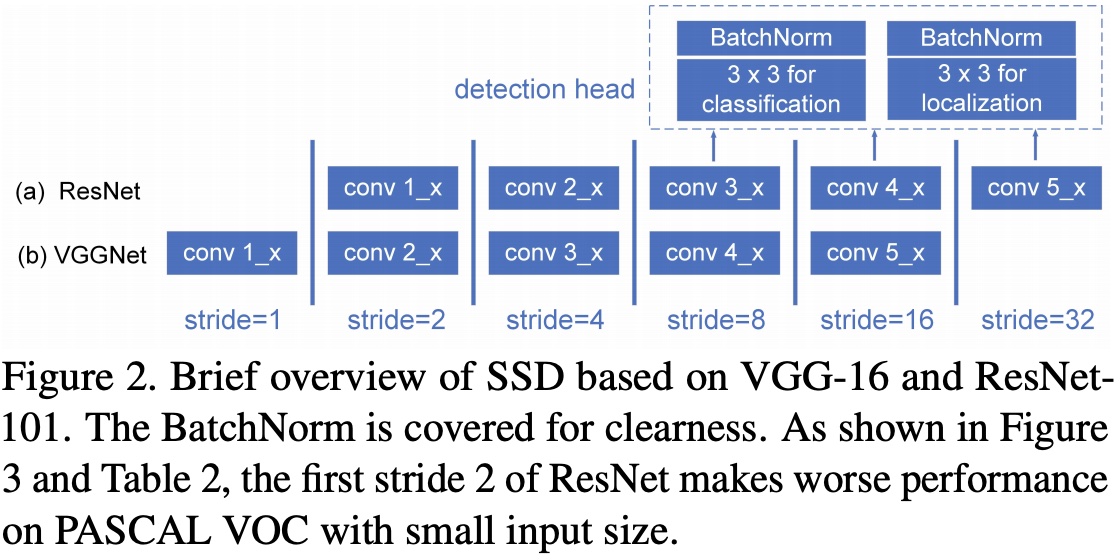 BatchNorm
3 x 3 for
classification
BatchNorm
3 x 3 for
localization
detection head
(a) ResNet
conv 1_x
conv 2_x
conv 3_x
conv 4_x
conv 5_x
(b) VGGNet
conv 1_x
conv 2_x
conv 3_x
conv 4_x
conv 5_x
stride=1
stride=2
stride=4
stride=8
stride=16
stride=32
Figure 2. Brief overview of SSD based on VGG-16 and ResNet-
101. The BatchNorm is covered for clearness. As shown in Figure
3 and Table 2, the first stride 2 of ResNet makes worse performance
on PASCAL VOC with small input size.